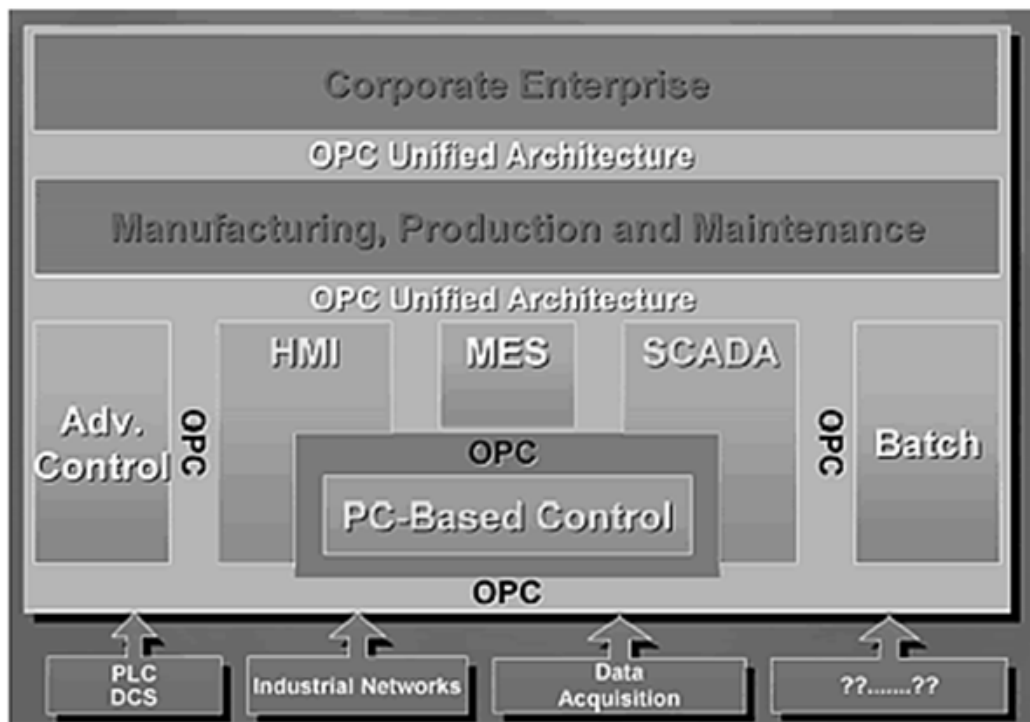 Corporate Enterprise
OPC Unified Architecture
Manufacturing, Production and Maintenance
OPC Unified Architecture
HMI
MES
SCADA
Adv.
Control
OPC
OPC
OPC
Batch
PC-Based Control
OPC
PLC
DCS
Industrial Networks
Data
Acquisition
??.......??